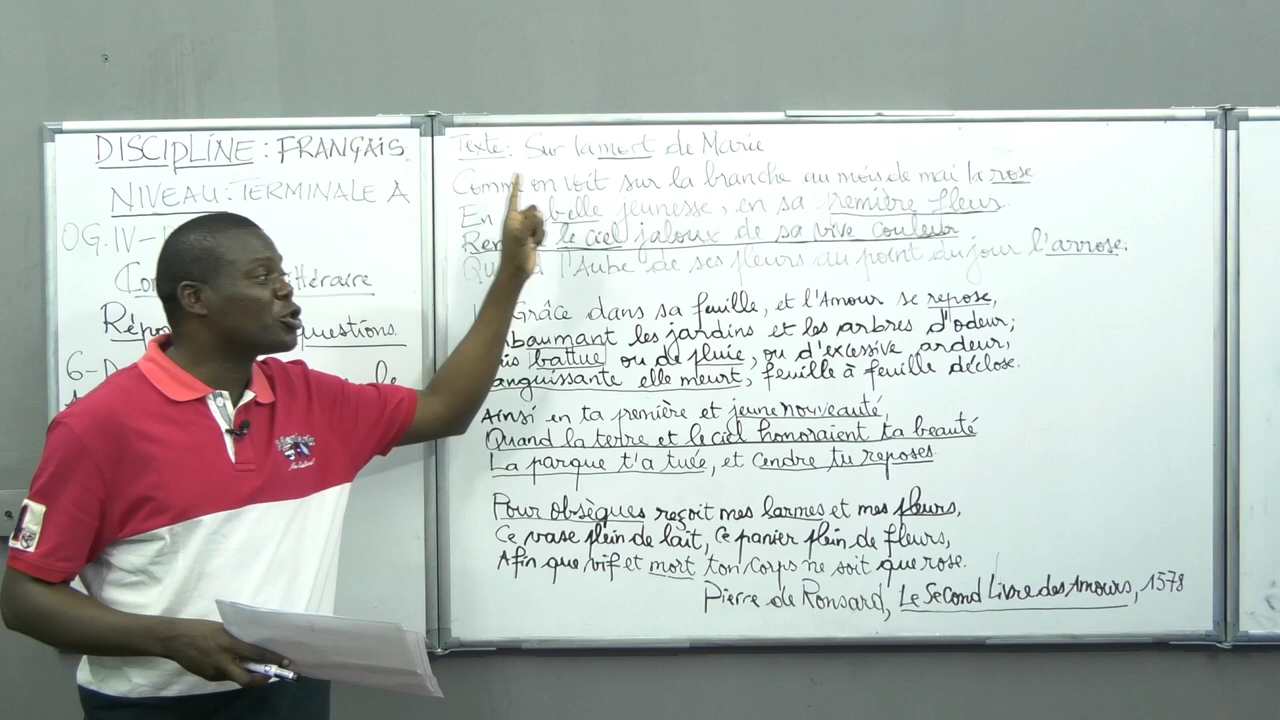 DISCIPLINE : FRANÇAIS
NIVEAU : TERMINALE A
OG.IV-
littéraire
questions
6-D
le
Texte : Sur la mort de Marie
Comme on voit sur la branche au mois de mai la rose
En belle jeunesse, en sa première fleur
le ciel jaloux de sa vive couleur
l'Aube de ses fleurs au point du jour l'arrose.
Grâce dans sa feuille, et l'Amour se repose,
baumant les jardins et les arbres d'odeur ;
battue ou de pluie, ou d'excessive ardeur,
anguissante elle meurt, feuille à feuille déclose.
Ainsi en ta première et jeune nouveauté,
Quand la terre et le ciel honoraient ta beauté
La parque t'a tuée, et Cendre tu reposes
Pour obsèques reçoit mes larmes et mes pleurs,
Ce vase plein de lait, ce panier plein de fleurs,
Afin que vif et mort ton corps ne soit que rose.
Pierre de Ronsard, Le Second Livre des Amours, 1578